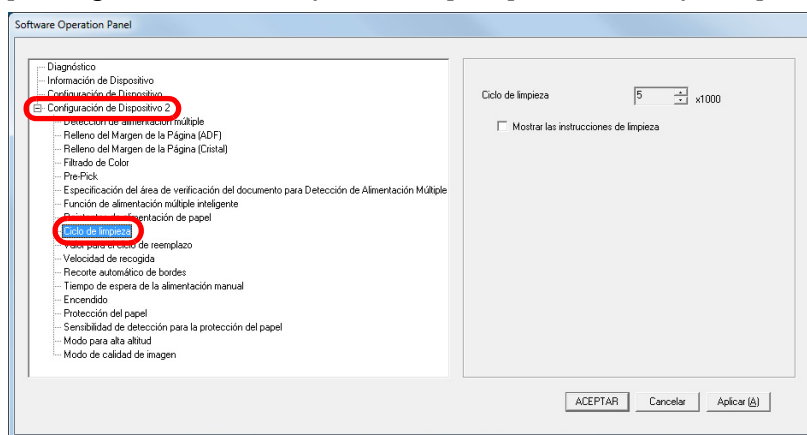 Software Operation Panel
Diagnóstico
Información de Dispositivo
Configuración de Dispositivo
Configuración de Dispositivo 2
Detección de alimentación múltiple
Relleno del Margen de la Página (ADF)
Relleno del Margen de la Página (Cristal)
Filtrado de Color
Pre-Pick
Especificación del área de verificación del documento para Detección de Alimentación Múltiple
Función de alimentación múltiple inteligente
Reintentos de alimentación de papel
Ciclo de limpieza
Valor para el ciclo de reemplazo
Velocidad de recogida
Recorte automático de bordes
Tiempo de espera de la alimentación manual
Encendido
Protección del papel
Sensibilidad de detección para la protección del papel
Modo para alta altitud
Modo de calidad de imagen
Ciclo de limpieza 5 x1000
Mostrar las instrucciones de limpieza
ACEPTAR Cancelar Aplicar (A)